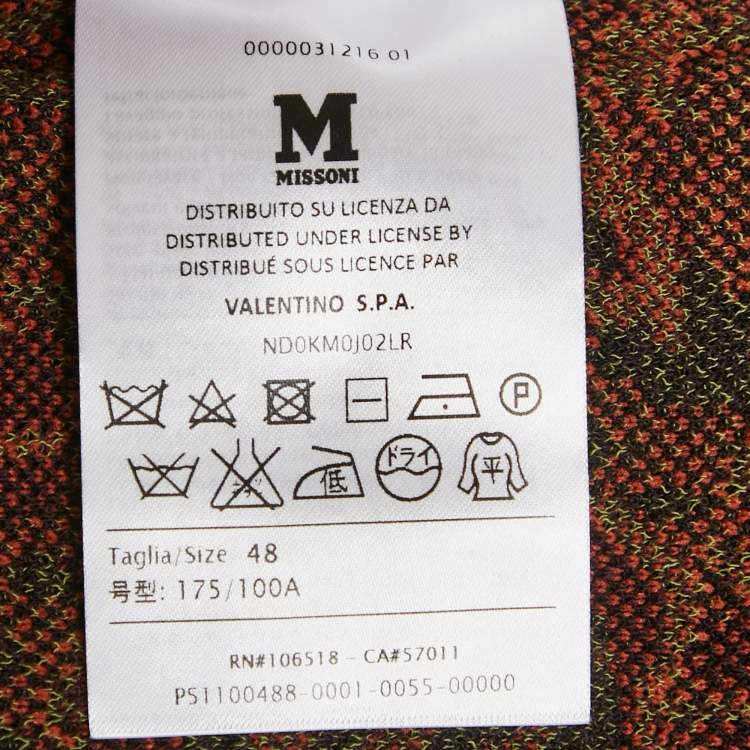 0000031216 01
M
MISSONI
DISTRIBUITO SU LICENZA DA
DISTRIBUTED UNDER LICENSE BY
DISTRIBUÉ SOUS LICENCE PAR
VALENTINO S.P.A.
ND0KM0J02LR
P
低 ドライ 平
Taglia/Size 48
号型: 175/100A
RN#106518 - CA#57011
P51100488-0001-0055-00000